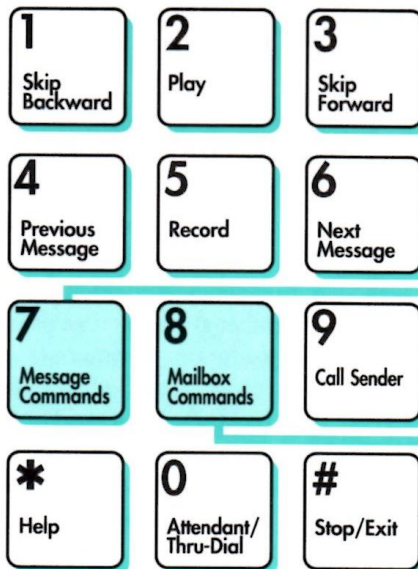 1
Skip
Backward
2
Play
3
Skip
Forward
4
Previous
Message
5
Record
6
Next
Message
7
Message
Commands
8
Mailbox
Commands
9
Call Sender
*
Help
0
Attendant/
Thru-Dial
#
Stop/Exit